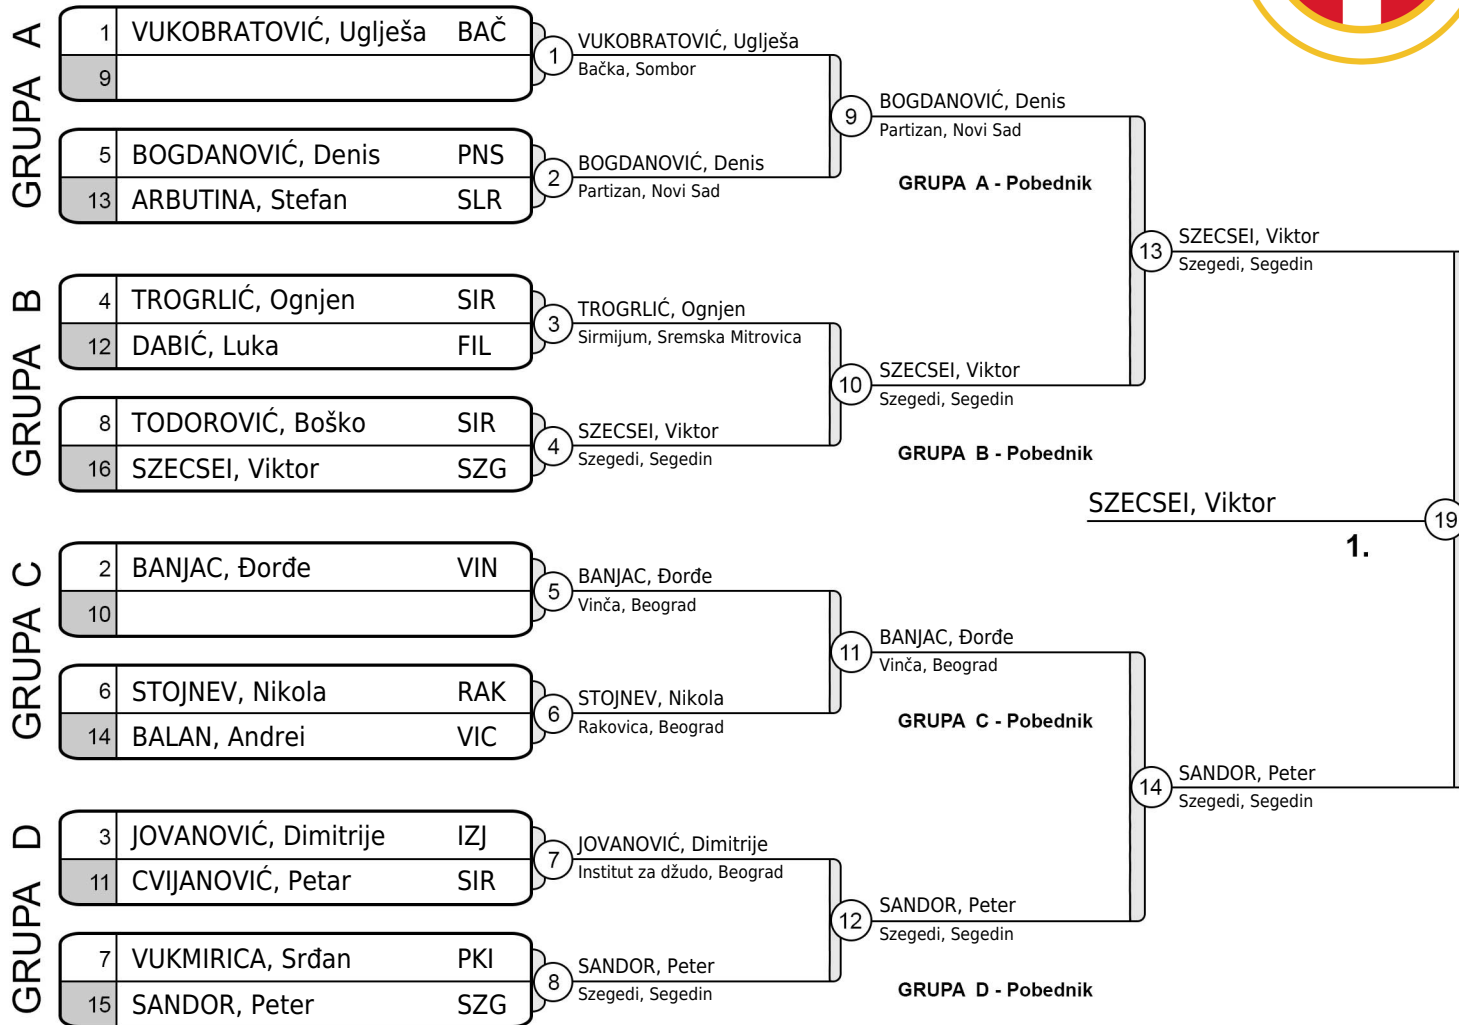 GRUPA A
1 VUKOBRATOVIĆ, Uglješa BAČ
9
1
VUKOBRATOVIĆ, Uglješa
Bačka, Sombor
5 BOGDANOVIĆ, Denis PNS
13 ARBUTINA, Stefan SLR
2
BOGDANOVIĆ, Denis
Partizan, Novi Sad
9
BOGDANOVIĆ, Denis
Partizan, Novi Sad
GRUPA A - Pobednik
GRUPA B
4 TROGRLIĆ, Ognjen SIR
12 DABIĆ, Luka FIL
3
TROGRLIĆ, Ognjen
Sirmijum, Sremska Mitrovica
8 TODOROVIĆ, Boško SIR
16 SZECSEI, Viktor SZG
4
SZECSEI, Viktor
Szegedi, Segedin
10
SZECSEI, Viktor
Szegedi, Segedin
GRUPA B - Pobednik
13
SZECSEI, Viktor
Szegedi, Segedin
SZECSEI, Viktor
1.
19
GRUPA C
2 BANJAC, Đorđe VIN
10
5
BANJAC, Đorđe
Vinča, Beograd
6 STOJNEV, Nikola RAK
14 BALAN, Andrei VIC
6
STOJNEV, Nikola
Rakovica, Beograd
11
BANJAC, Đorđe
Vinča, Beograd
GRUPA C - Pobednik
GRUPA D
3 JOVANOVIĆ, Dimitrije IZJ
11 CVIJANOVIĆ, Petar SIR
7
JOVANOVIĆ, Dimitrije
Institut za džudo, Beograd
7 VUKMIRICA, Srđan PKI
15 SANDOR, Peter SZG
8
SANDOR, Peter
Szegedi, Segedin
12
SANDOR, Peter
Szegedi, Segedin
GRUPA D - Pobednik
14
SANDOR, Peter
Szegedi, Segedin